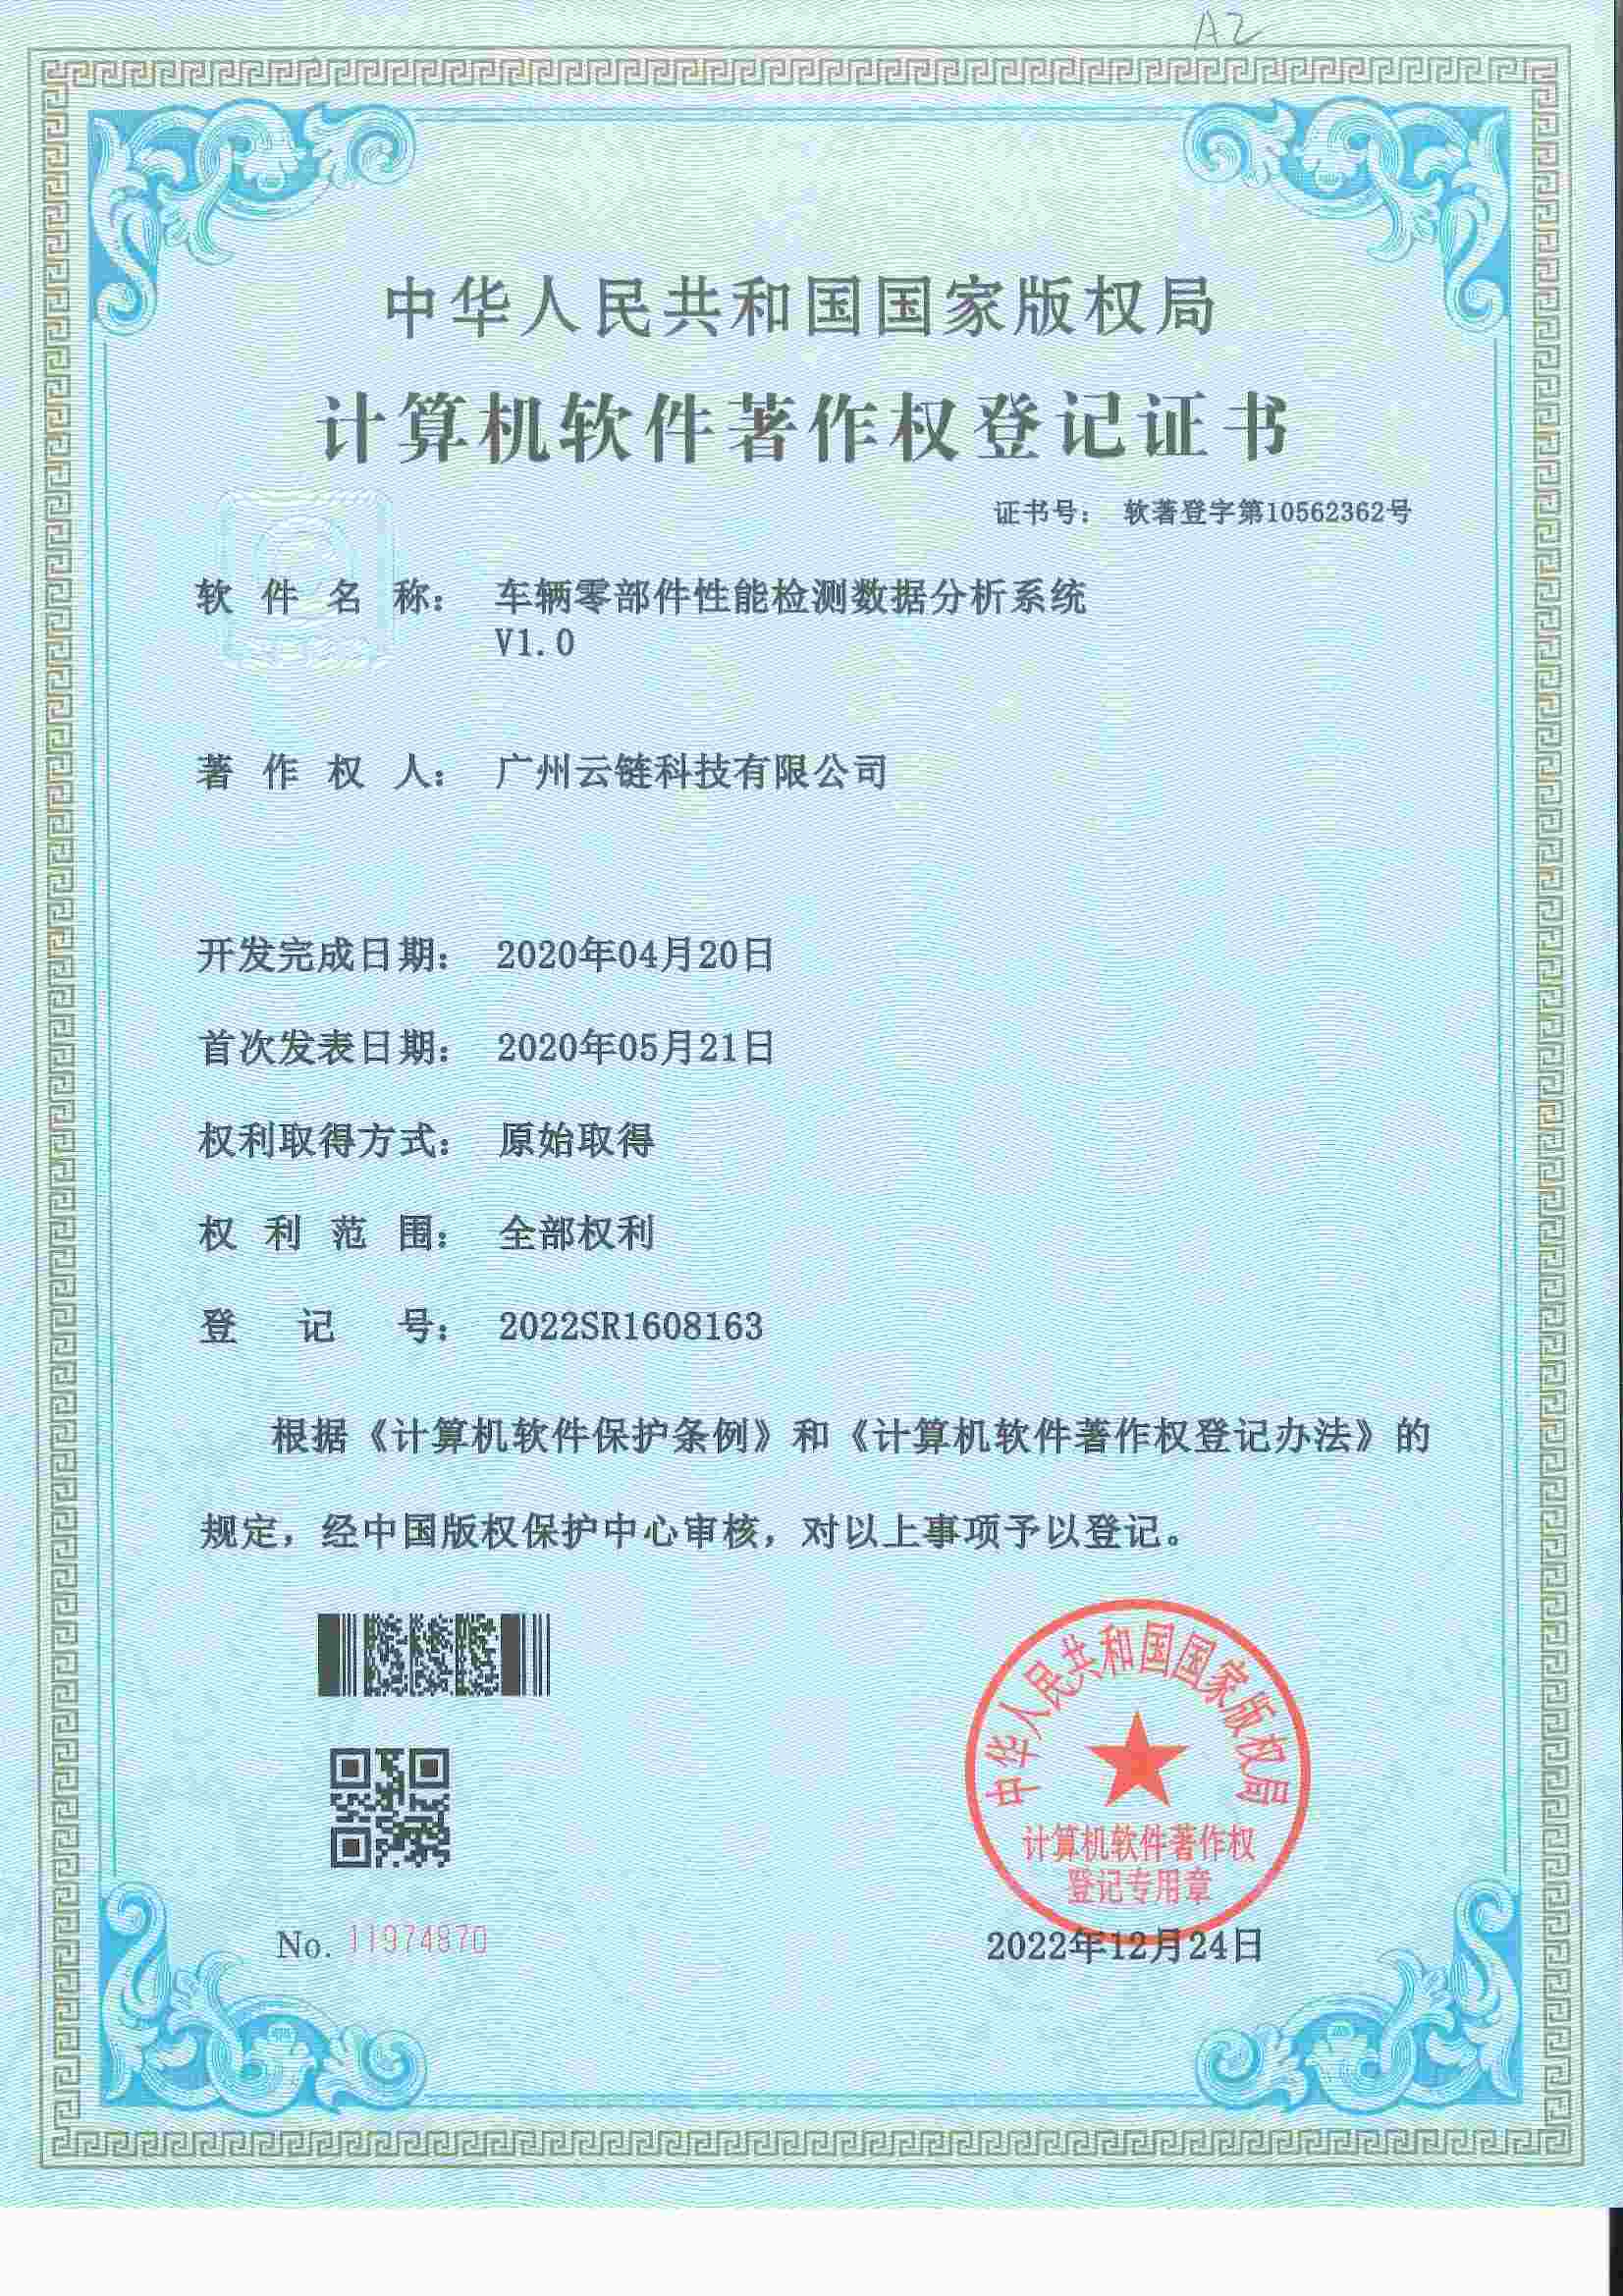 A2
中华人民共和国国家版权局
计算机软件著作权登记证书
证书号： 软著登字第10562362号
软件名称： 车辆零部件性能检测数据分析系统
V1.0
著作权人： 广州云链科技有限公司
开发完成日期： 2020年04月20日
首次发表日期： 2020年05月21日
权利取得方式： 原始取得
权利范围： 全部权利
登记号： 2022SR1608163
根据《计算机软件保护条例》和《计算机软件著作权登记办法》的
规定，经中国版权保护中心审核，对以上事项予以登记。
中华人民共和国国家版权局
计算机软件著作权
登记专用章
No. 11974870
2022年12月24日